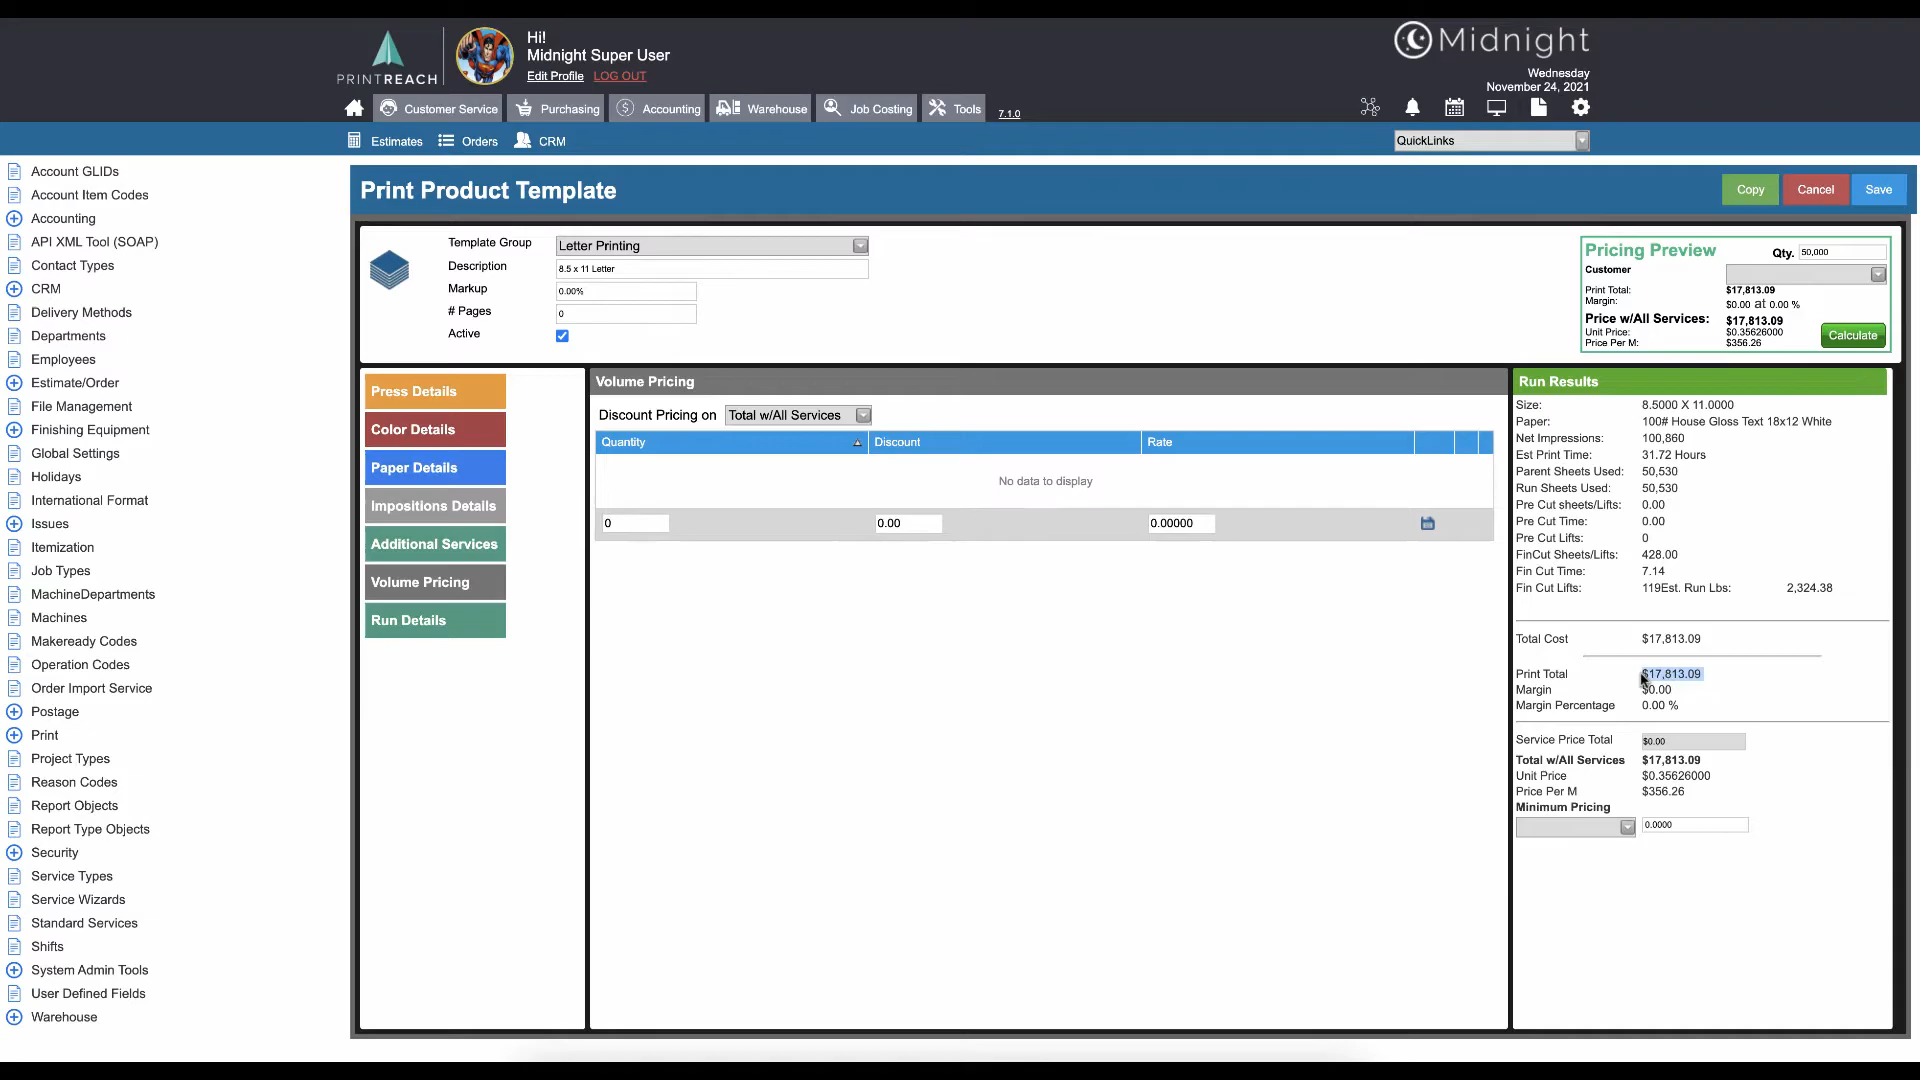 PRINTREACH
Hi!
Midnight Super User
Edit Profile LOG OUT
Midnight
Wednesday
November 24, 2021
Customer Service
Purchasing
Accounting
Warehouse
Job Costing
Tools
7.1.0
Estimates
Orders
CRM
QuickLinks
Account GLIDs
Account Item Codes
Accounting
API XML Tool (SOAP)
Contact Types
CRM
Delivery Methods
Departments
Employees
Estimate/Order
File Management
Finishing Equipment
Global Settings
Holidays
International Format
Issues
Itemization
Job Types
MachineDepartments
Machines
Makeready Codes
Operation Codes
Order Import Service
Postage
Print
Project Types
Reason Codes
Report Objects
Report Type Objects
Security
Service Types
Service Wizards
Standard Services
Shifts
System Admin Tools
User Defined Fields
Warehouse
Print Product Template
Copy
Cancel
Save
Template Group Letter Printing
Description 8.5 x 11 Letter
Markup 0.00%
# Pages 0
Active
Pricing Preview Qty. 50,000
Customer
Print Total: $17,813.09
Margin: $0.00 at 0.00 %
Price w/All Services: $17,813.09
Unit Price: $0.35626000
Price Per M: $356.26
Calculate
Press Details
Color Details
Paper Details
Impositions Details
Additional Services
Volume Pricing
Run Details
Volume Pricing
Discount Pricing on Total w/All Services
Quantity Discount Rate
No data to display
0 0.00 0.00000
Run Results
Size: 8.5000 X 11.0000
Paper: 100# House Gloss Text 18x12 White
Net Impressions: 100,860
Est Print Time: 31.72 Hours
Parent Sheets Used: 50,530
Run Sheets Used: 50,530
Pre Cut sheets/Lifts: 0.00
Pre Cut Time: 0.00
Pre Cut Lifts: 0
FinCut Sheets/Lifts: 428.00
Fin Cut Time: 7.14
Fin Cut Lifts: 119Est. Run Lbs: 2,324.38
Total Cost $17,813.09
Print Total $17,813.09
Margin $0.00
Margin Percentage 0.00 %
Service Price Total $0.00
Total w/All Services $17,813.09
Unit Price $0.35626000
Price Per M $356.26
Minimum Pricing
0.0000